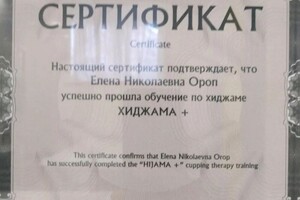 СЕРТИФИКАТ
Certificate
Настоящий сертификат подтверждает, что
Елена Николаевна Ороп
успешно прошла обучение по хиджаме
ХИДЖАМА +
This certificate confirms that Elena Nikolaevna Orop
has successfully completed the "HIJAMA +" cupping therapy training